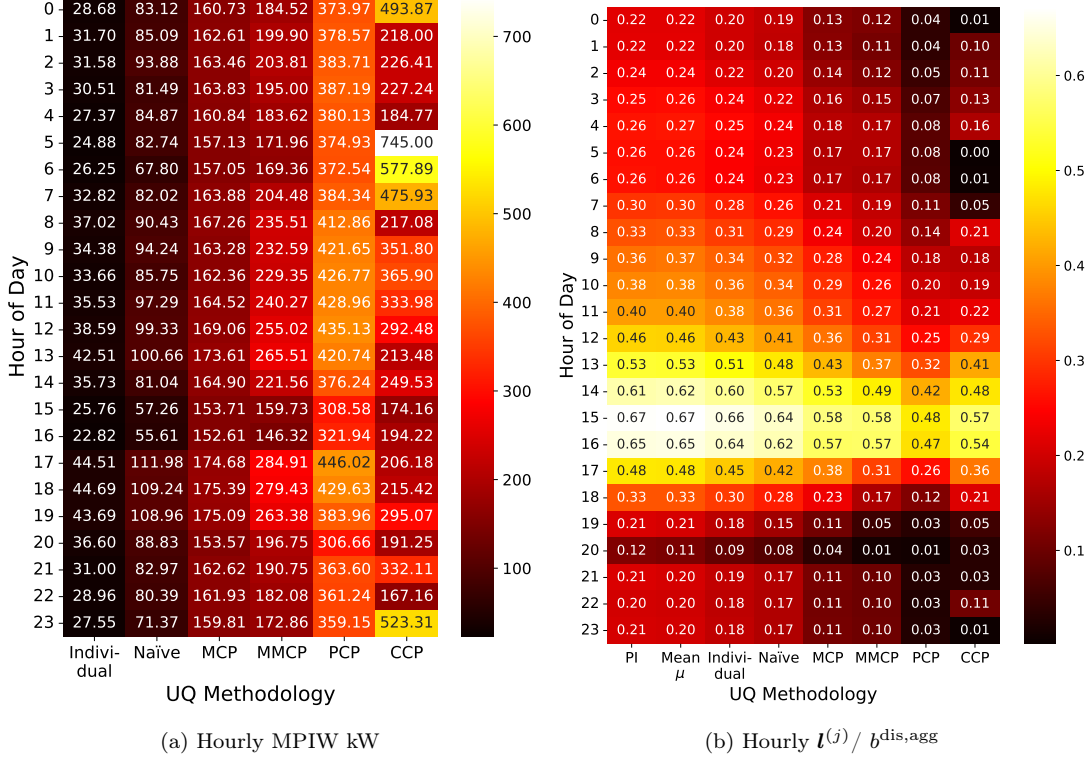 0 28.68 83.12 160.73 184.52 373.97 493.87
1 31.70 85.09 162.61 199.90 378.57 218.00
2 31.58 93.88 163.46 203.81 383.71 226.41
3 30.51 81.49 163.83 195.00 387.19 227.24
4 27.37 84.87 160.84 183.62 380.13 184.77
5 24.88 82.74 157.13 171.96 374.93 745.00
6 26.25 67.80 157.05 169.36 372.54 577.89
7 32.82 82.02 163.88 204.48 384.34 475.93
8 37.02 90.43 167.26 235.51 412.86 217.08
9 34.38 94.24 163.28 232.59 421.65 351.80
10 33.66 85.75 162.36 229.35 426.77 365.90
11 35.53 97.29 164.52 240.27 428.96 333.98
12 38.59 99.33 169.06 255.02 435.13 292.48
13 42.51 100.66 173.61 265.51 420.74 213.48
14 35.73 81.04 164.90 221.56 376.24 249.53
15 25.76 57.26 153.71 159.73 308.58 174.16
16 22.82 55.61 152.61 146.32 321.94 194.22
17 44.51 111.98 174.68 284.91 446.02 206.18
18 44.69 109.24 175.39 279.43 429.63 215.42
19 43.69 108.96 175.09 263.38 383.96 295.07
20 36.60 88.83 153.57 196.75 306.66 191.25
21 31.00 82.97 162.62 190.75 363.60 332.11
22 28.96 80.39 161.93 182.08 361.24 167.16
23 27.55 71.37 159.81 172.86 359.15 523.31
Hour of Day
Indivi- Naïve MCP MMCP PCP CCP
dual
UQ Methodology
700
600
500
400
300
200
100
(a) Hourly MPIW kW
0 0.22 0.22 0.20 0.19 0.13 0.12 0.04 0.01
1 0.22 0.22 0.20 0.18 0.13 0.11 0.04 0.10
2 0.24 0.24 0.22 0.20 0.14 0.12 0.05 0.11
3 0.25 0.26 0.24 0.22 0.16 0.15 0.07 0.13
4 0.26 0.27 0.25 0.24 0.18 0.17 0.08 0.16
5 0.26 0.26 0.24 0.23 0.17 0.17 0.08 0.00
6 0.26 0.26 0.24 0.23 0.17 0.17 0.08 0.01
7 0.30 0.30 0.28 0.26 0.21 0.19 0.11 0.05
8 0.33 0.33 0.31 0.29 0.24 0.20 0.14 0.21
9 0.36 0.37 0.34 0.32 0.28 0.24 0.18 0.18
10 0.38 0.38 0.36 0.34 0.29 0.26 0.20 0.19
11 0.40 0.40 0.38 0.36 0.31 0.27 0.21 0.22
12 0.46 0.46 0.43 0.41 0.36 0.31 0.25 0.29
13 0.53 0.53 0.51 0.48 0.43 0.37 0.32 0.41
14 0.61 0.62 0.60 0.57 0.53 0.49 0.42 0.48
15 0.67 0.67 0.66 0.64 0.58 0.58 0.48 0.57
16 0.65 0.65 0.64 0.62 0.57 0.57 0.47 0.54
17 0.48 0.48 0.45 0.42 0.38 0.31 0.26 0.36
18 0.33 0.33 0.30 0.28 0.23 0.17 0.12 0.21
19 0.21 0.21 0.18 0.15 0.11 0.05 0.03 0.05
20 0.12 0.11 0.09 0.08 0.04 0.01 0.01 0.03
21 0.21 0.20 0.19 0.17 0.11 0.10 0.03 0.03
22 0.20 0.20 0.18 0.17 0.11 0.10 0.03 0.11
23 0.21 0.20 0.18 0.17 0.11 0.10 0.03 0.01
Hour of Day
PI Mean Indivi- Naïve MCP MMCP PCP CCP
μ dual
UQ Methodology
0.6
0.5
0.4
0.3
0.2
0.1
(b) Hourly l^(j)/ b^dis,agg